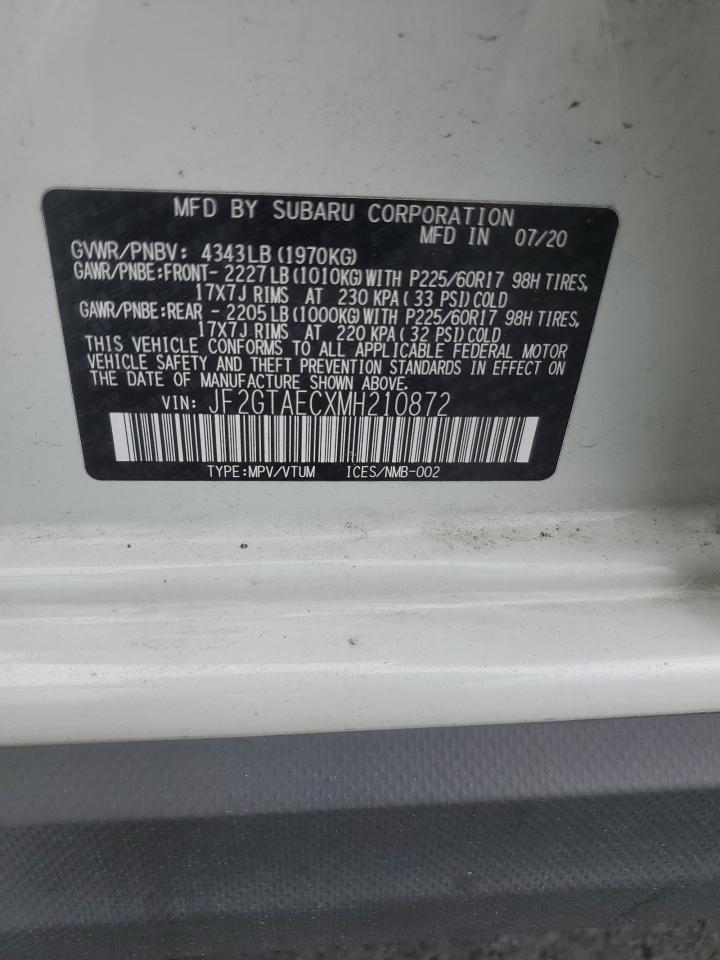 MFD BY SUBARU CORPORATION
MFD IN 07/20
GVWR/PNBV: 4343LB(1970KG)
GAWR/PNBE:FRONT- 2227LB(1010KG)WITH P225/60R17 98H TIRES,
17X7J RIMS AT 230 KPA(33 PSI)COLD
GAWR/PNBE:REAR - 2205LB(1000KG)WITH P225/60R17 98H TIRES,
17X7J RIMS AT 220 KPA(32 PSI)COLD
THIS VEHICLE CONFORMS TO ALL APPLICABLE FEDERAL MOTOR
VEHICLE SAFETY AND THEFT PREVENTION STANDARDS IN EFFECT ON
THE DATE OF MANUFACTURE SHOWN ABOVE.
VIN: JF2GTAECXMH210872
TYPE:MPV/VTUM ICES/NMB-002